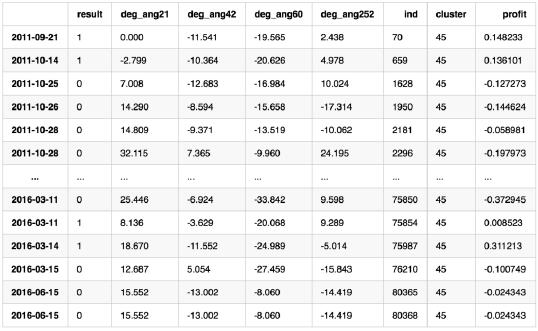 result deg_ang21 deg_ang42 deg_ang60 deg_ang252 ind cluster profit
2011-09-21 1 0.000 -11.541 -19.565 2.438 70 45 0.148233
2011-10-14 1 -2.799 -10.364 -20.626 4.978 659 45 0.136101
2011-10-25 0 7.008 -12.683 -16.984 10.024 1628 45 -0.127273
2011-10-26 0 14.290 -8.594 -15.658 -17.314 1950 45 -0.144624
2011-10-28 0 14.809 -9.371 -13.519 -10.062 2181 45 -0.058981
2011-10-28 0 32.115 7.365 -9.960 24.195 2296 45 -0.197973
... ... ... ... ... ... ... ... ...
2016-03-11 0 25.446 -6.924 -33.842 9.598 75850 45 -0.372945
2016-03-11 1 8.136 -3.629 -20.068 9.289 75854 45 0.008523
2016-03-14 1 18.670 -11.552 -24.989 -5.014 75987 45 0.311213
2016-03-15 0 12.687 5.054 -27.459 -15.843 76210 45 -0.100749
2016-06-15 0 15.552 -13.002 -8.060 -14.419 80365 45 -0.024343
2016-06-15 0 15.552 -13.002 -8.060 -14.419 80368 45 -0.024343